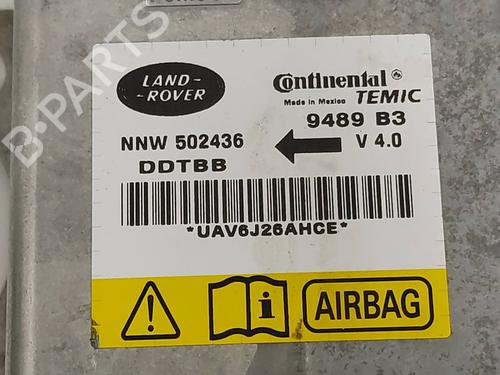 LAND-
-ROVER
Continental ®
Made in Mexico TEMIC
NNW 502436
9489 B3
DDTBB
V 4.0
*UAV6J26AHCE*
AIRBAG
B-PARTS